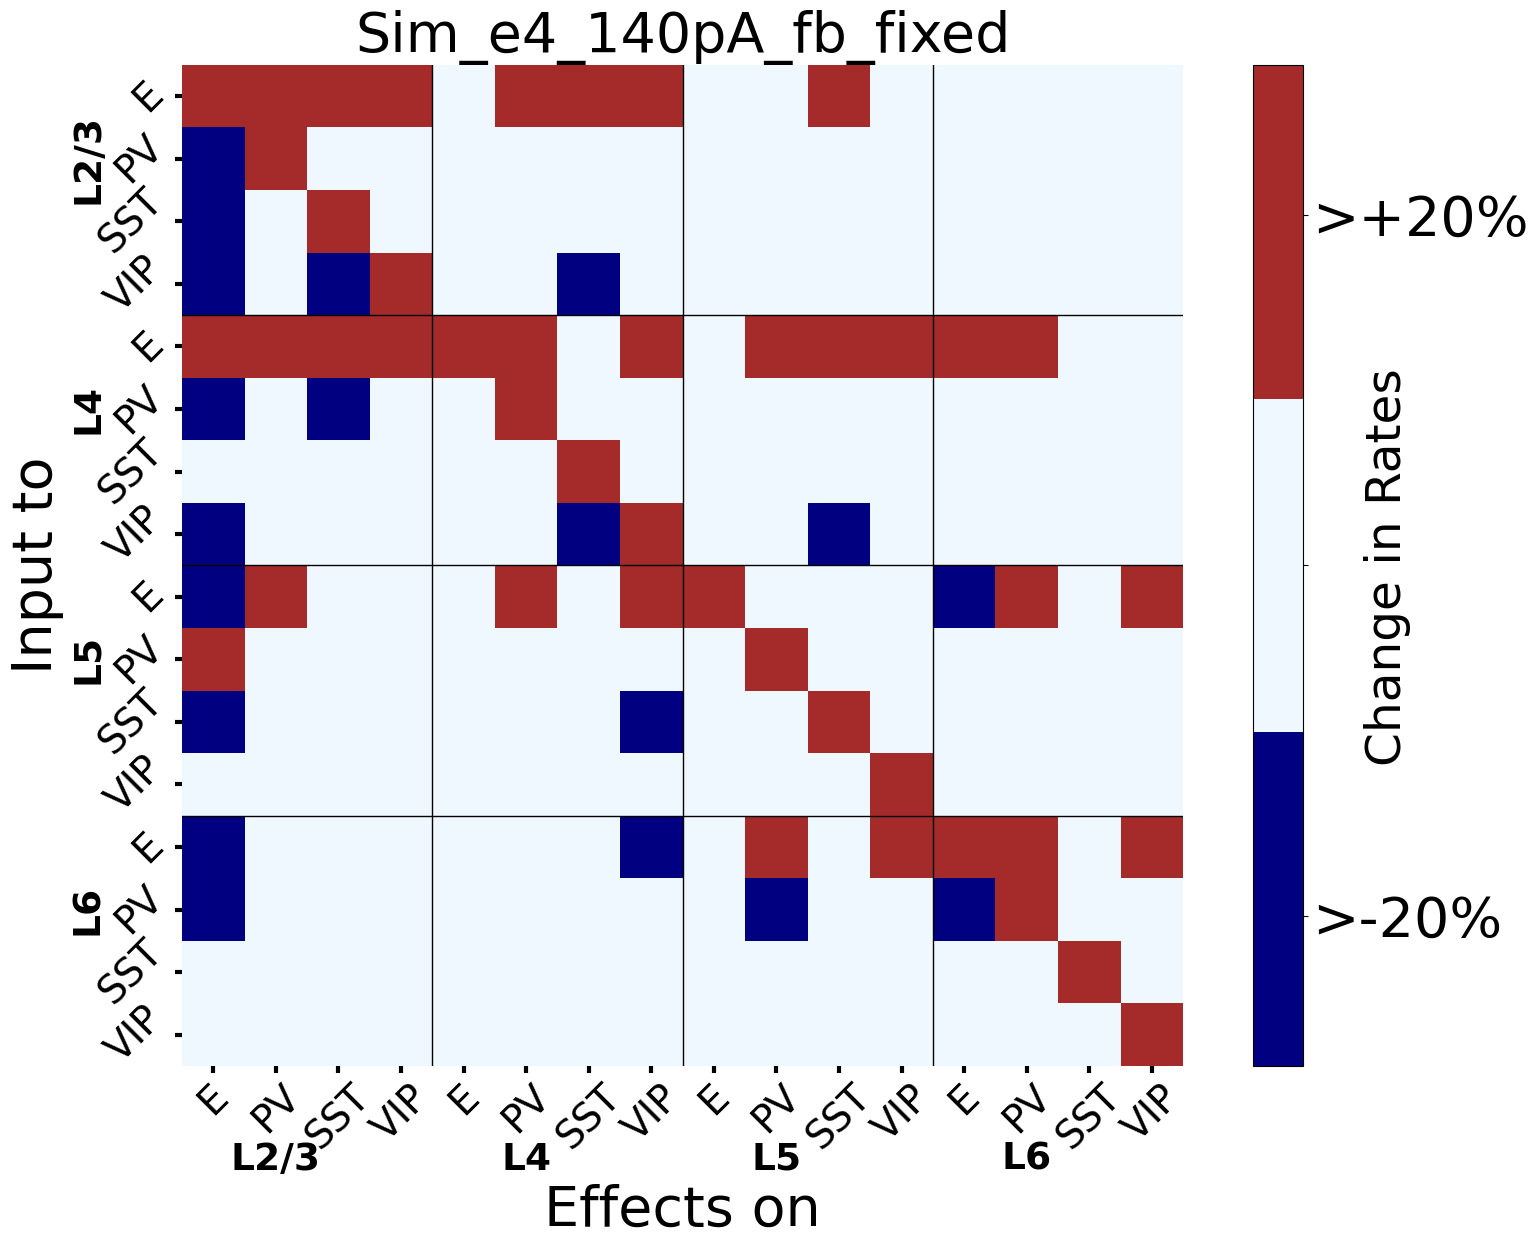 Sim_e4_140pA_fb_fixed
Input to
L2/3
E
PV
SST
VIP
L4
E
PV
SST
VIP
L5
E
PV
SST
VIP
L6
E
PV
SST
VIP
E PV SST VIP E PV SST VIP E PV SST VIP E PV SST VIP
L2/3 L4 L5 L6
Effects on
>+20%
>-20%
Change in Rates